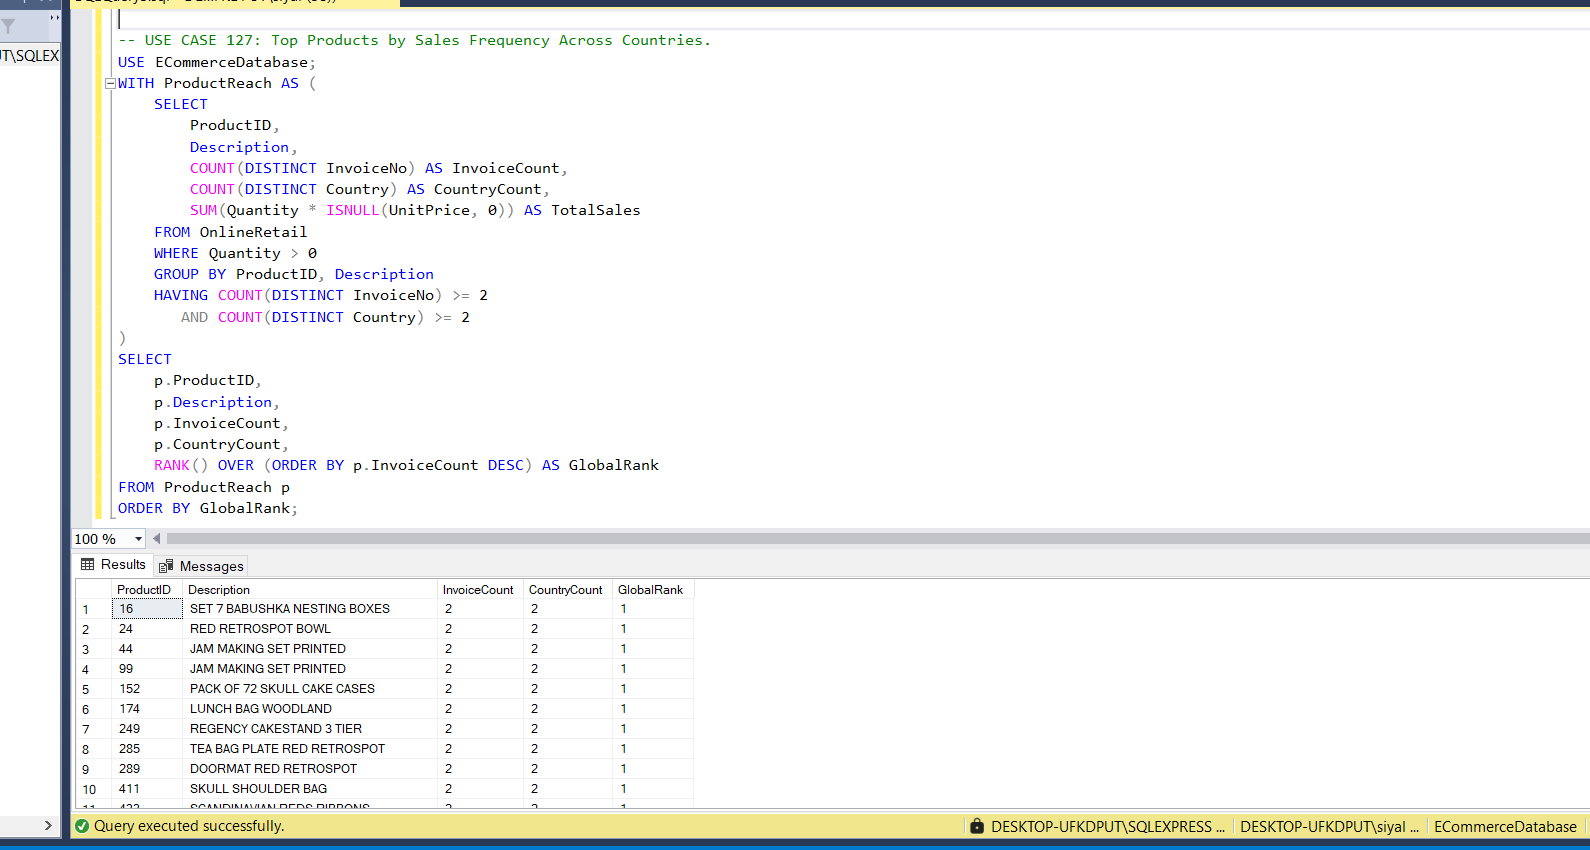 T\SQLEX
-- USE CASE 127: Top Products by Sales Frequency Across Countries.
USE ECommerceDatabase;
WITH ProductReach AS (
SELECT
ProductID,
Description,
COUNT(DISTINCT InvoiceNo) AS InvoiceCount,
COUNT(DISTINCT Country) AS CountryCount,
SUM(Quantity * ISNULL(UnitPrice, 0)) AS TotalSales
FROM OnlineRetail
WHERE Quantity > 0
GROUP BY ProductID, Description
HAVING COUNT(DISTINCT InvoiceNo) >= 2
AND COUNT(DISTINCT Country) >= 2
)
SELECT
p.ProductID,
p.Description,
p.InvoiceCount,
p.CountryCount,
RANK() OVER (ORDER BY p.InvoiceCount DESC) AS GlobalRank
FROM ProductReach p
ORDER BY GlobalRank;
100 %
Results Messages
ProductID Description InvoiceCount CountryCount GlobalRank
1 16 SET 7 BABUSHKA NESTING BOXES 2 2 1
2 24 RED RETROSPOT BOWL 2 2 1
3 44 JAM MAKING SET PRINTED 2 2 1
4 99 JAM MAKING SET PRINTED 2 2 1
5 152 PACK OF 72 SKULL CAKE CASES 2 2 1
6 174 LUNCH BAG WOODLAND 2 2 1
7 249 REGENCY CAKESTAND 3 TIER 2 2 1
8 285 TEA BAG PLATE RED RETROSPOT 2 2 1
9 289 DOORMAT RED RETROSPOT 2 2 1
10 411 SKULL SHOULDER BAG 2 2 1
Query executed successfully. DESKTOP-UFKDPUT\SQLEXPRESS ... DESKTOP-UFKDPUT\siyal ... ECommerceDatabase